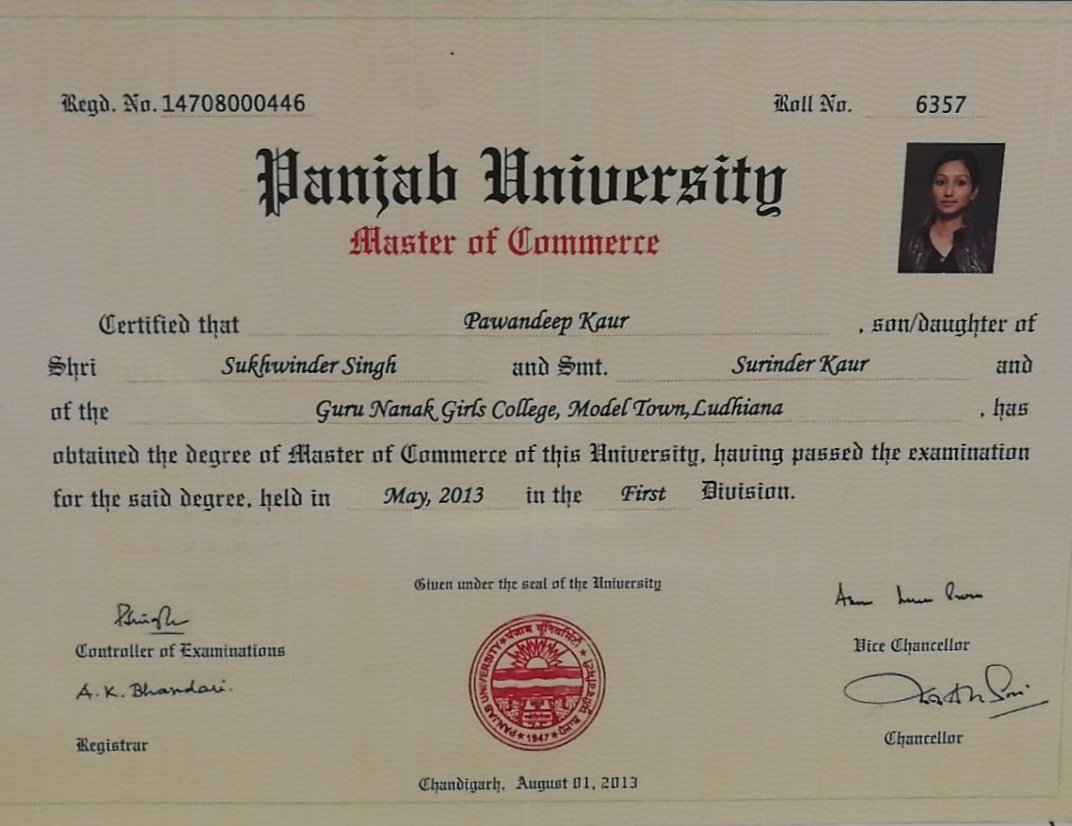 Regd. No. 14708000446 Roll No. 6357
Panjab University
Master of Commerce
Certified that Pawandeep Kaur , son/daughter of
Shri Sukhwinder Singh and Smt. Surinder Kaur and
of the Guru Nanak Girls College, Model Town,Ludhiana , has
obtained the degree of Master of Commerce of this University, having passed the examination
for the said degree, held in May, 2013 in the First Division.
Given under the seal of the University
Controller of Examinations
Vice Chancellor
A. K. Bhandari.
PANJAB UNIVERSITY
1947
Registrar
Chancellor
Chandigarh, August 01, 2013